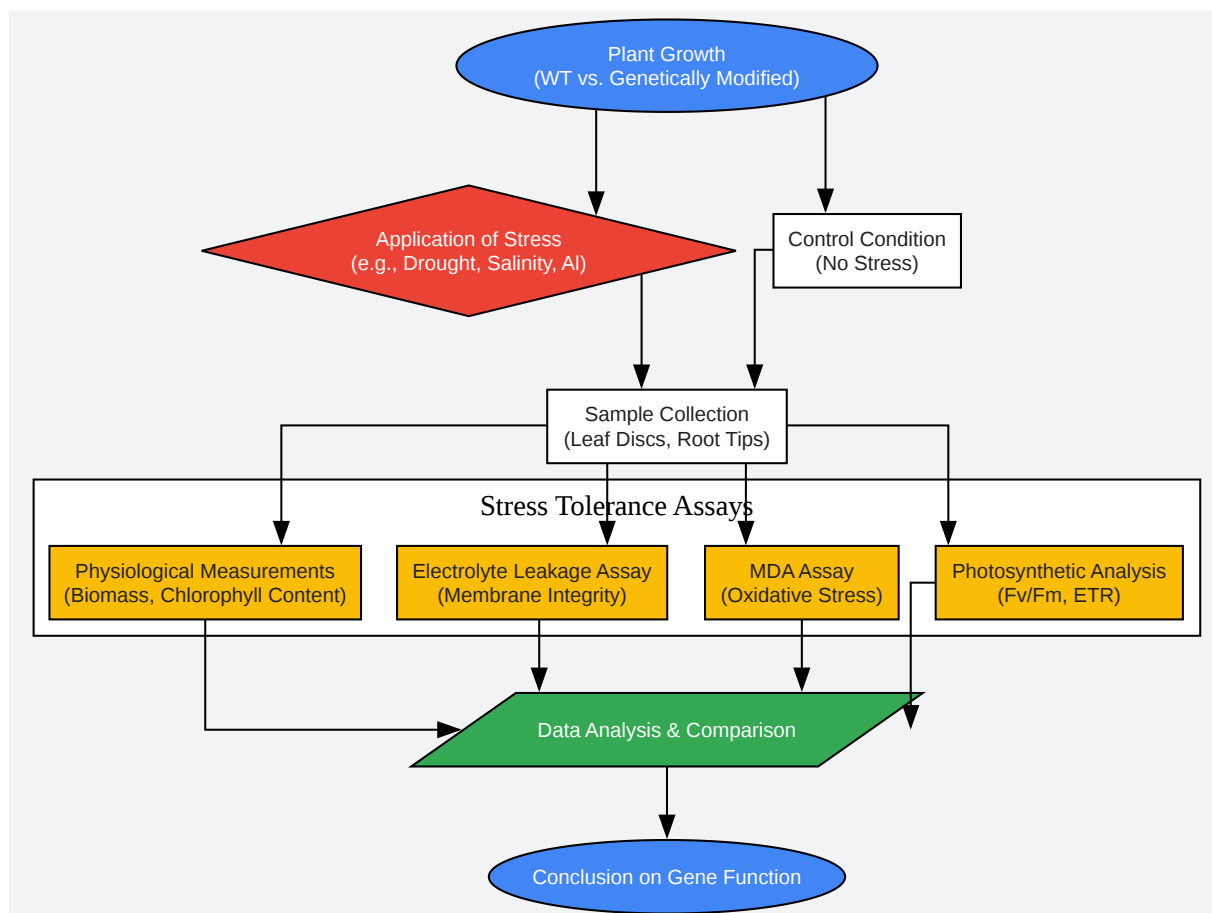 Plant Growth
(WT vs. Genetically Modified)
Application of Stress
(e.g., Drought, Salinity, Al)
Control Condition
(No Stress)
Sample Collection
(Leaf Discs, Root Tips)
Stress Tolerance Assays
Physiological Measurements
(Biomass, Chlorophyll Content)
Electrolyte Leakage Assay
(Membrane Integrity)
MDA Assay
(Oxidative Stress)
Photosynthetic Analysis
(Fv/Fm, ETR)
Data Analysis & Comparison
Conclusion on Gene Function